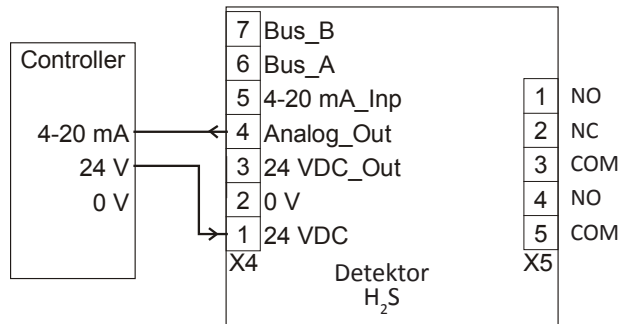 Controller
4-20 mA
24 V
0 V
7 Bus_B
6 Bus_A
5 4-20 mA_Inp
4 Analog_Out
3 24 VDC_Out
2 0 V
1 24 VDC
X4
Detektor
H₂S
1 NO
2 NC
3 COM
4 NO
5 COM
X5